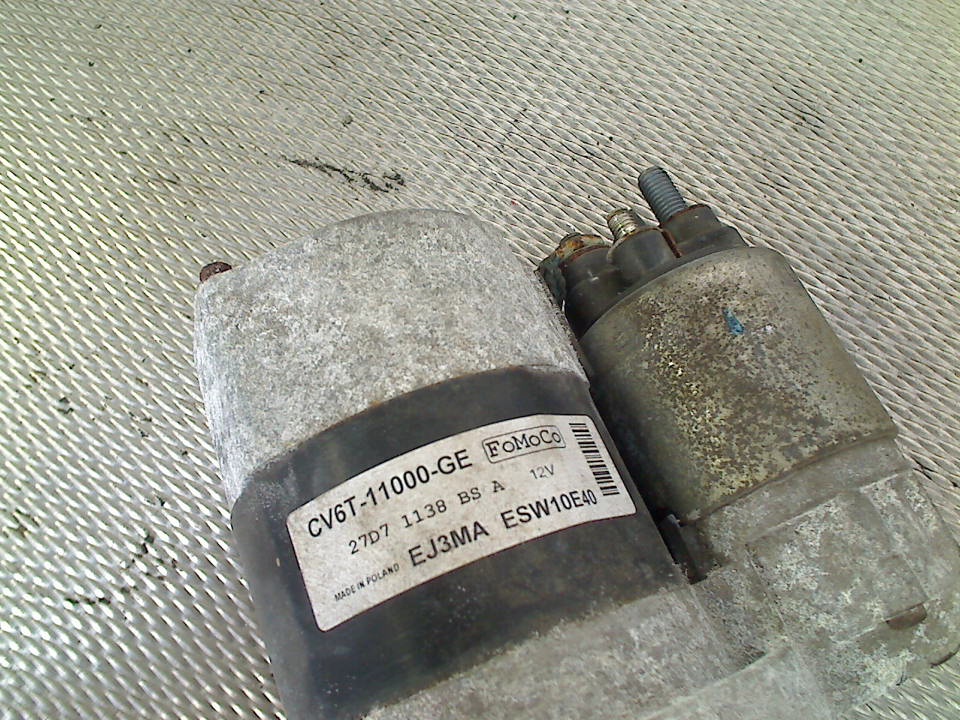 CV6T-11000-GE FoMoCo
27D7 1138 BS A 12V
MADE IN POLAND EJ3MA ESW10E40